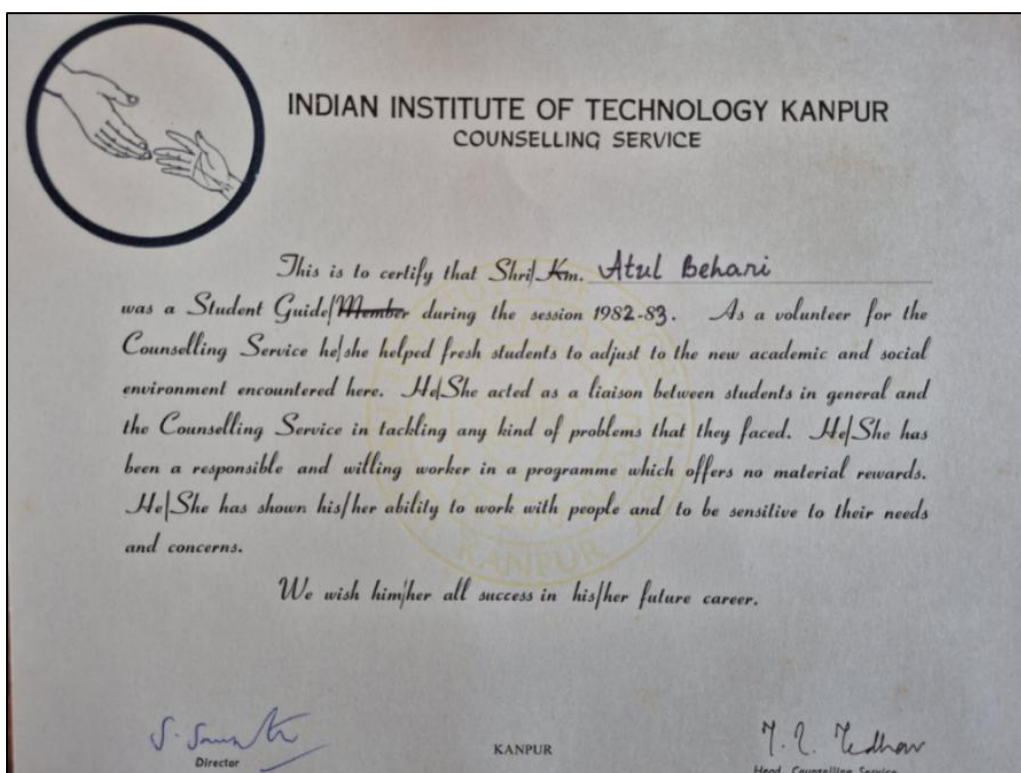 INDIAN INSTITUTE OF TECHNOLOGY KANPUR
COUNSELLING SERVICE
This is to certify that Shri/Km. Atul Behari
was a Student Guide/Member during the session 1982-83. As a volunteer for the
Counselling Service he/she helped fresh students to adjust to the new academic and social
environment encountered here. He/She acted as a liaison between students in general and
the Counselling Service in tackling any kind of problems that they faced. He/She has
been a responsible and willing worker in a programme which offers no material rewards.
He/She has shown his/her ability to work with people and to be sensitive to their needs
and concerns.
We wish him/her all success in his/her future career.
KANPUR
Director
KANPUR
Head, Counselling Service